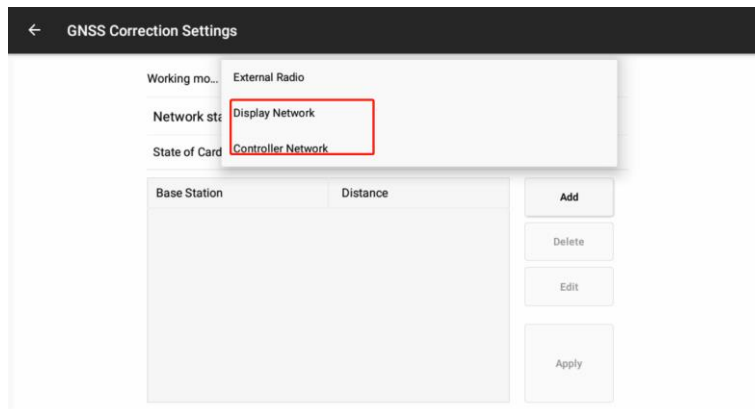 GNSS Correction Settings
Working mo...
External Radio
Network sta
Display Network
State of Card
Controller Network
Base Station Distance
Add
Delete
Edit
Apply